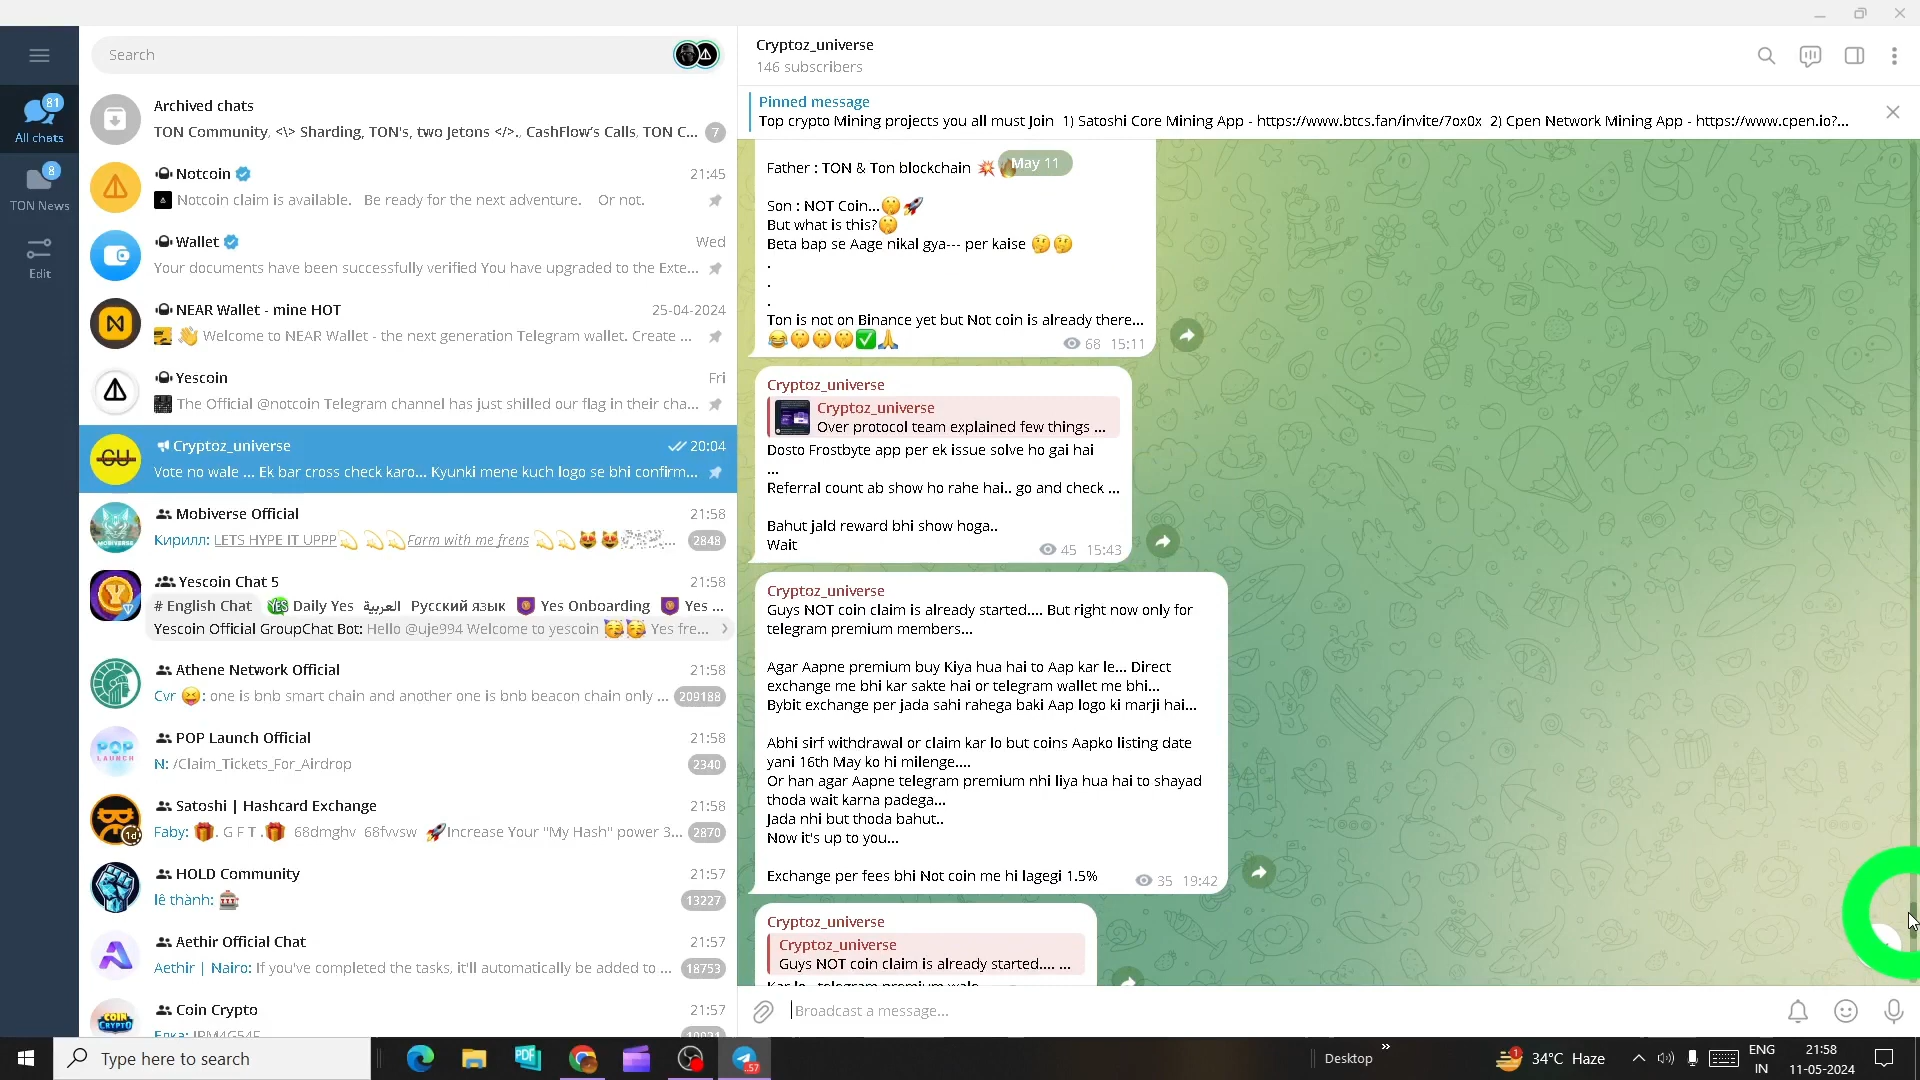 Search
81
All chats
8
TON News
Edit
Archived chats
TON Community, <\> Sharding, TON's, two Jetons </>., CashFlow's Calls, TON C... 7
Notcoin 21:45
Notcoin claim is available. Be ready for the next adventure. Or not.
Wallet Wed
Your documents have been successfully verified You have upgraded to the Exte...
NEAR Wallet - mine HOT 25-04-2024
Welcome to NEAR Wallet - the next generation Telegram wallet. Create ...
Yescoin Fri
The Official @notcoin Telegram channel has just shilled our flag in their cha...
CU
Cryptoz_universe 20:04
Vote no wale ... Ek bar cross check karo... Kyunki mene kuch logo se bhi confirm...
MOBIVERSE
Mobiverse Official 21:58
Кирилл: LETS HYPE IT UPPP💫 💫💫Farm with me frens 💫💫😻😻 ... 2848
Yescoin Chat 5 21:58
# English Chat YES Daily Yes العربية Русский язык Yes Onboarding Yes ...
Yescoin Official GroupChat Bot: Hello @uje994 Welcome to yescoin 🥳🥳 Yes fre...
Athene Network Official 21:58
Cvr 😝: one is bnb smart chain and another one is bnb beacon chain only ... 209188
POP LAUNCH
POP Launch Official 21:58
N: /Claim_Tickets_For_Airdrop 2340
1d
Satoshi | Hashcard Exchange 21:58
Faby: 🎁. G F T .🎁 68dmghv 68fvvsw 🚀Increase Your "My Hash" power 3... 2870
HOLD Community 21:57
lê thành: 🎰 13227
Aethir Official Chat 21:57
Aethir | Nairo: If you've completed the tasks, it'll automatically be added to ... 18753
COIN CRYPTO
Coin Crypto 21:57
Cryptoz_universe
146 subscribers
Pinned message
Top crypto Mining projects you all must Join 1) Satoshi Core Mining App - https://www.btcs.fan/invite/7ox0x 2) Cpen Network Mining App - https://www.cpen.io?...
May 11
Father : TON & Ton blockchain 💥🔥
Son : NOT Coin...🤫🚀
But what is this?🤫
Beta bap se Aage nikal gya--- per kaise 🤔🤔
.
.
.
Ton is not on Binance yet but Not coin is already there...
😂🤫🤫🤫✅🙏 68 15:11
Cryptoz_universe
Cryptoz_universe
Over protocol team explained few things ...
Dosto Frostbyte app per ek issue solve ho gai hai
...
Referral count ab show ho rahe hai.. go and check ...
Bahut jald reward bhi show hoga..
Wait 45 15:43
Cryptoz_universe
Guys NOT coin claim is already started.... But right now only for
telegram premium members...
Agar Aapne premium buy Kiya hua hai to Aap kar le... Direct
exchange me bhi kar sakte hai or telegram wallet me bhi...
Bybit exchange per jada sahi rahega baki Aap logo ki marji hai...
Abhi sirf withdrawal or claim kar lo but coins Aapko listing date
yani 16th May ko hi milenge....
Or han agar Aapne telegram premium nhi liya hua hai to shayad
thoda wait karna padega...
Jada nhi but thoda bahut..
Now it's up to you...
Exchange per fees bhi Not coin me hi lagegi 1.5% 35 19:42
Cryptoz_universe
Cryptoz_universe
Guys NOT coin claim is already started.... ...
Broadcast a message...
Type here to search
PDF
57
Desktop
1
34°C Haze
ENG
IN
21:58
11-05-2024